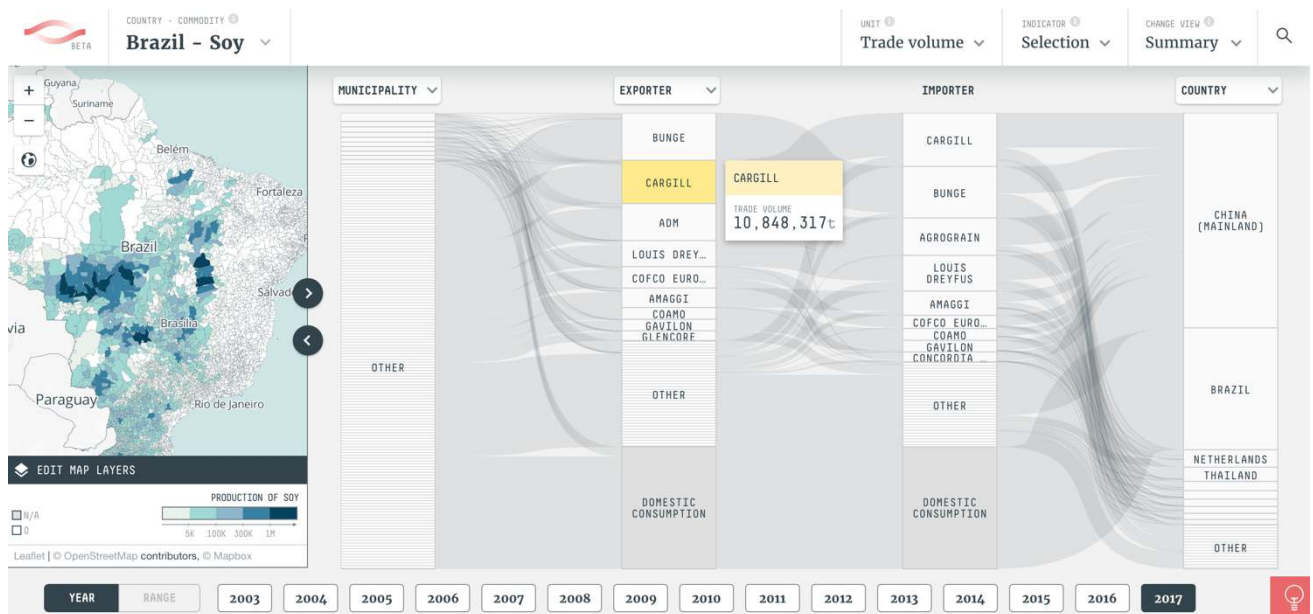 COUNTRY - COMMODITY
Brazil - Soy
BETA
UNIT
Trade volume
INDICATOR
Selection
CHANGE VIEW
Summary
Guyana
Suriname
Belém
Fortaleza
Brazil
Salvad
Brasília
via
Paraguay
Rio de Janeiro
EDIT MAP LAYERS
PRODUCTION OF SOY
N/A
0
5K 100K 300K 1M
Leaflet | © OpenStreetMap contributors, © Mapbox
MUNICIPALITY
OTHER
EXPORTER
BUNGE
CARGILL
ADM
LOUIS DREY…
COFCO EURO…
AMAGGI
COAMO
GAVILON
GLENCORE
OTHER
DOMESTIC
CONSUMPTION
CARGILL
TRADE VOLUME
10,848,317t
IMPORTER
CARGILL
BUNGE
AGROGRAIN
LOUIS
DREYFUS
AMAGGI
COFCO EURO…
COAMO
GAVILON
CONCORDIA …
OTHER
DOMESTIC
CONSUMPTION
COUNTRY
CHINA
(MAINLAND)
BRAZIL
NETHERLANDS
THAILAND
OTHER
YEAR
RANGE
2003
2004
2005
2006
2007
2008
2009
2010
2011
2012
2013
2014
2015
2016
2017